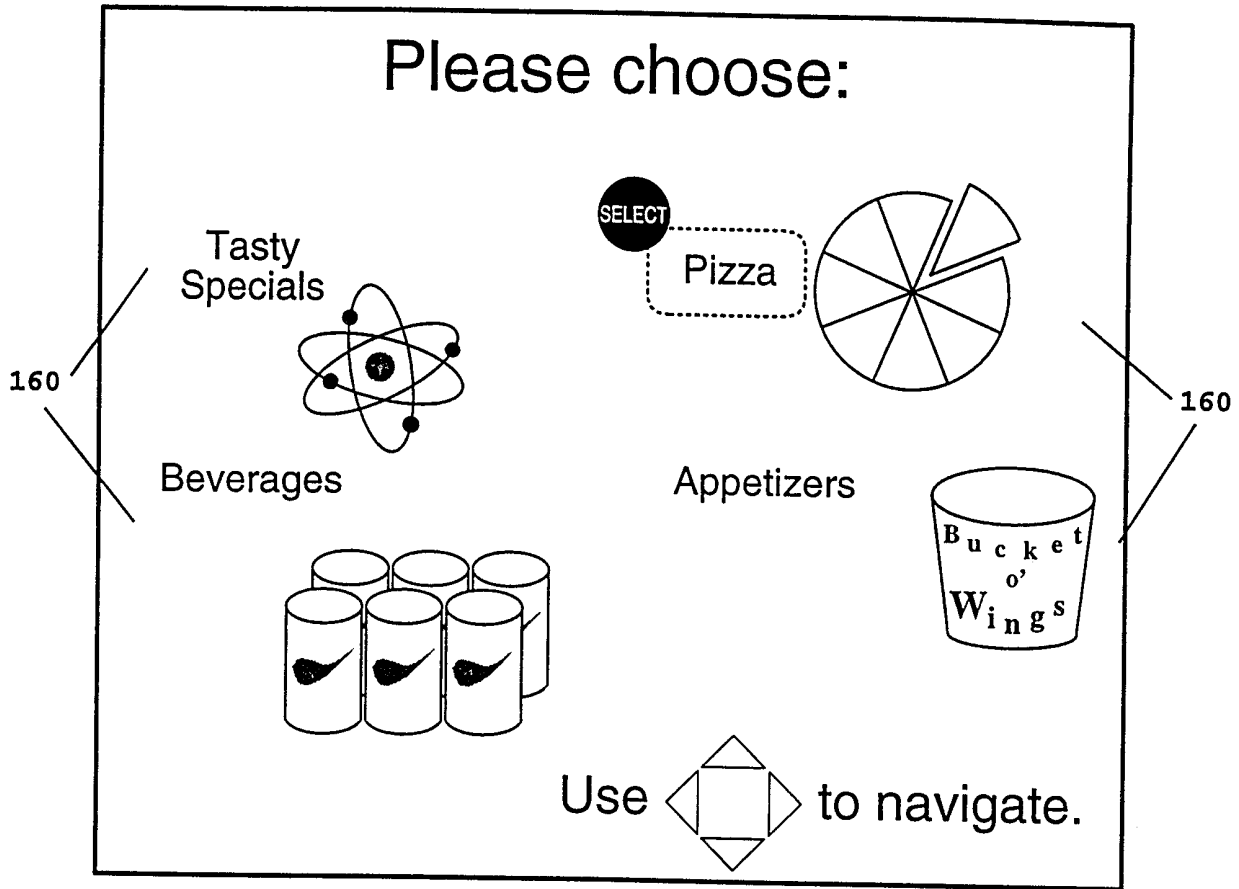 Please choose:
SELECT
Tasty
Specials
Pizza
160
160
Beverages
Appetizers
Bucket
o'
Wings
Use to navigate.